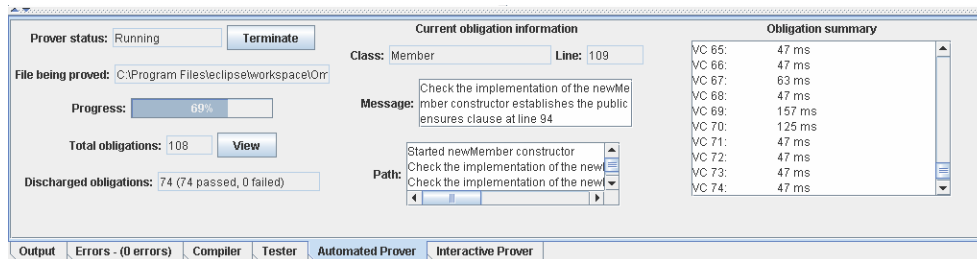 Prover status: Running Terminate
File being proved: C:\Program Files\eclipse\workspace\Om
Progress: 69%
Total obligations: 108 View
Discharged obligations: 74 (74 passed, 0 failed)
Current obligation information
Class: Member Line: 109
Message: Check the implementation of the newMe
mber constructor establishes the public
ensures clause at line 94
Path: Started newMember constructor
Check the implementation of the new
Check the implementation of the new
Obligation summary
VC 65: 47 ms
VC 66: 47 ms
VC 67: 63 ms
VC 68: 47 ms
VC 69: 157 ms
VC 70: 125 ms
VC 71: 47 ms
VC 72: 47 ms
VC 73: 47 ms
VC 74: 47 ms
Output Errors - (0 errors) Compiler Tester Automated Prover Interactive Prover